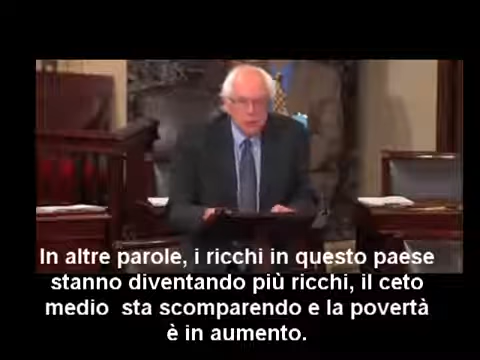 In altre parole, i ricchi in questo paese
stanno diventando più ricchi, il ceto
medio  sta scomparendo e la povertà
è in aumento.